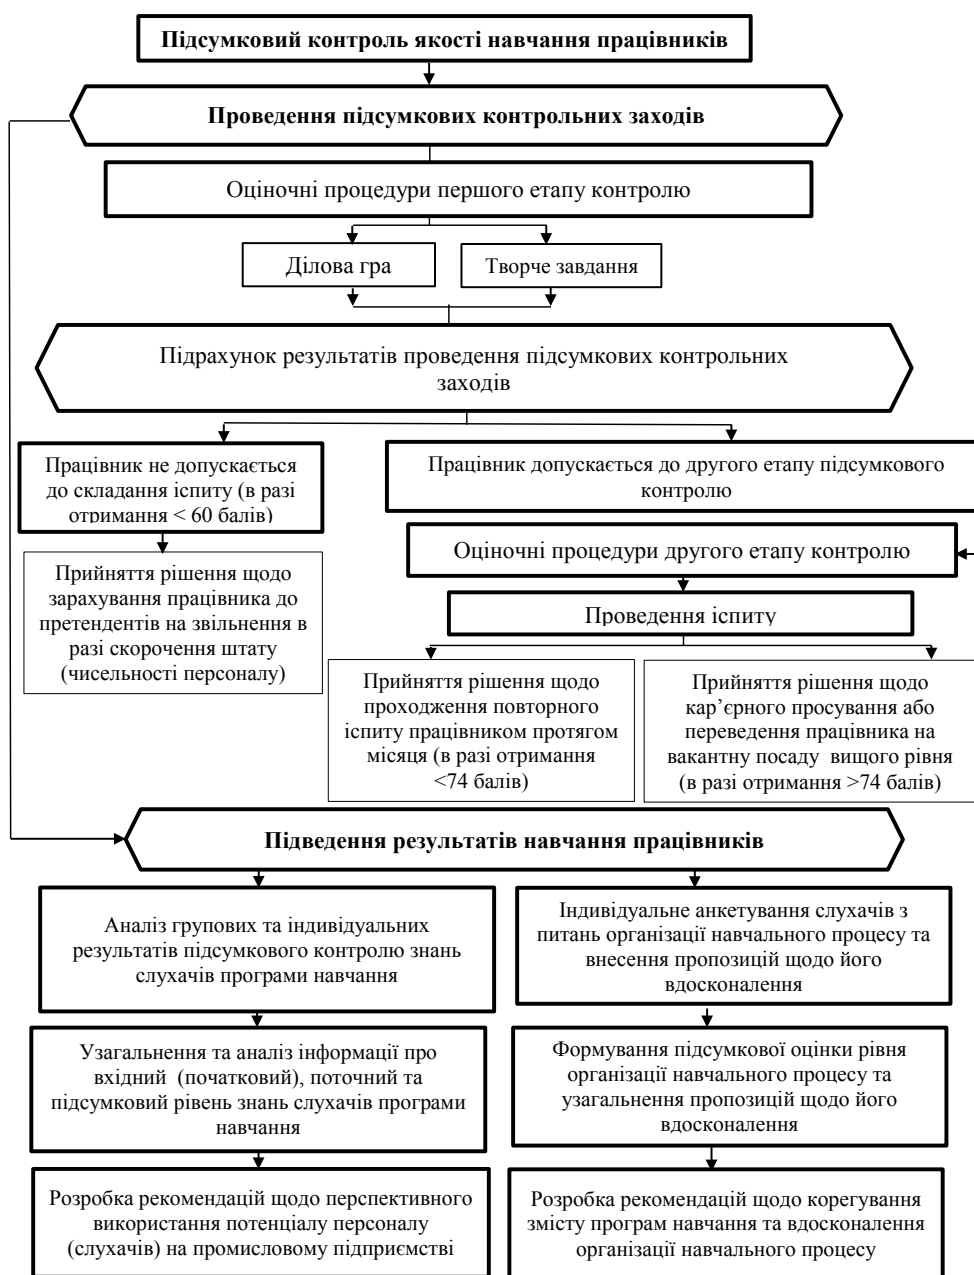 Підсумковий контроль якості навчання працівників
Проведення підсумкових контрольних заходів
Оціночні процедури першого етапу контролю
Ділова гра
Творче завдання
Підрахунок результатів проведення підсумкових контрольних
заходів
Працівник не допускається
до складання іспиту (в разі
отримання < 60 балів)
Працівник допускається до другого етапу підсумкового
контролю
Оціночні процедури другого етапу контролю
Прийняття рішення щодо
зарахування працівника до
претендентів на звільнення в
разі скорочення штату
(чисельності персоналу)
Проведення іспиту
Прийняття рішення щодо
проходження повторного
іспиту працівником протягом
місяця (в разі отримання
<74 балів)
Прийняття рішення щодо
кар’єрного просування або
переведення працівника на
вакантну посаду вищого рівня
(в разі отримання >74 балів)
Підведення результатів навчання працівників
Аналіз групових та індивідуальних
результатів підсумкового контролю знань
слухачів програми навчання
Індивідуальне анкетування слухачів з
питань організації навчального процесу та
внесення пропозицій щодо його
вдосконалення
Узагальнення та аналіз інформації про
вхідний (початковий), поточний та
підсумковий рівень знань слухачів програми
навчання
Формування підсумкової оцінки рівня
організації навчального процесу та
узагальнення пропозицій щодо його
вдосконалення
Розробка рекомендацій щодо перспективного
використання потенціалу персоналу
(слухачів) на промисловому підприємстві
Розробка рекомендацій щодо корегування
змісту програм навчання та вдосконалення
організації навчального процесу